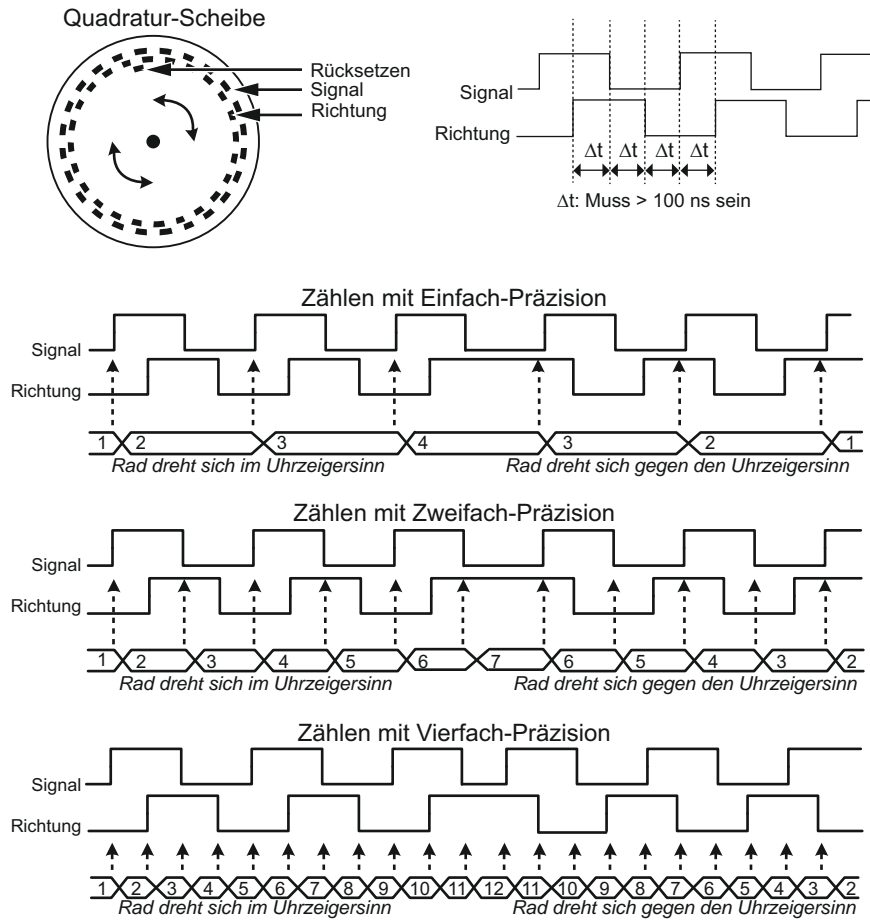 Quadratur-Scheibe
Rücksetzen
Signal
Richtung
Signal
Richtung
Δt Δt Δt Δt
Δt: Muss > 100 ns sein
Zählen mit Einfach-Präzision
Signal
Richtung
1 2 3 4 3 2 1
Rad dreht sich im Uhrzeigersinn Rad dreht sich gegen den Uhrzeigersinn
Zählen mit Zweifach-Präzision
Signal
Richtung
1 2 3 4 5 6 7 6 5 4 3 2
Rad dreht sich im Uhrzeigersinn Rad dreht sich gegen den Uhrzeigersinn
Zählen mit Vierfach-Präzision
Signal
Richtung
1 2 3 4 5 6 7 8 9 10 11 12 11 10 9 8 7 6 5 4 3 2
Rad dreht sich im Uhrzeigersinn Rad dreht sich gegen den Uhrzeigersinn